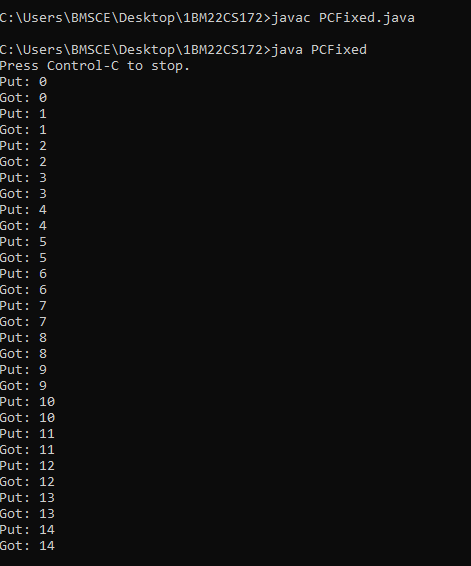 C:\Users\BMSCE\Desktop\1BM22CS172>javac PCFixed.java
C:\Users\BMSCE\Desktop\1BM22CS172>java PCFixed
Press Control-C to stop.
Put: 0
Got: 0
Put: 1
Got: 1
Put: 2
Got: 2
Put: 3
Got: 3
Put: 4
Got: 4
Put: 5
Got: 5
Put: 6
Got: 6
Put: 7
Got: 7
Put: 8
Got: 8
Put: 9
Got: 9
Put: 10
Got: 10
Put: 11
Got: 11
Put: 12
Got: 12
Put: 13
Got: 13
Put: 14
Got: 14